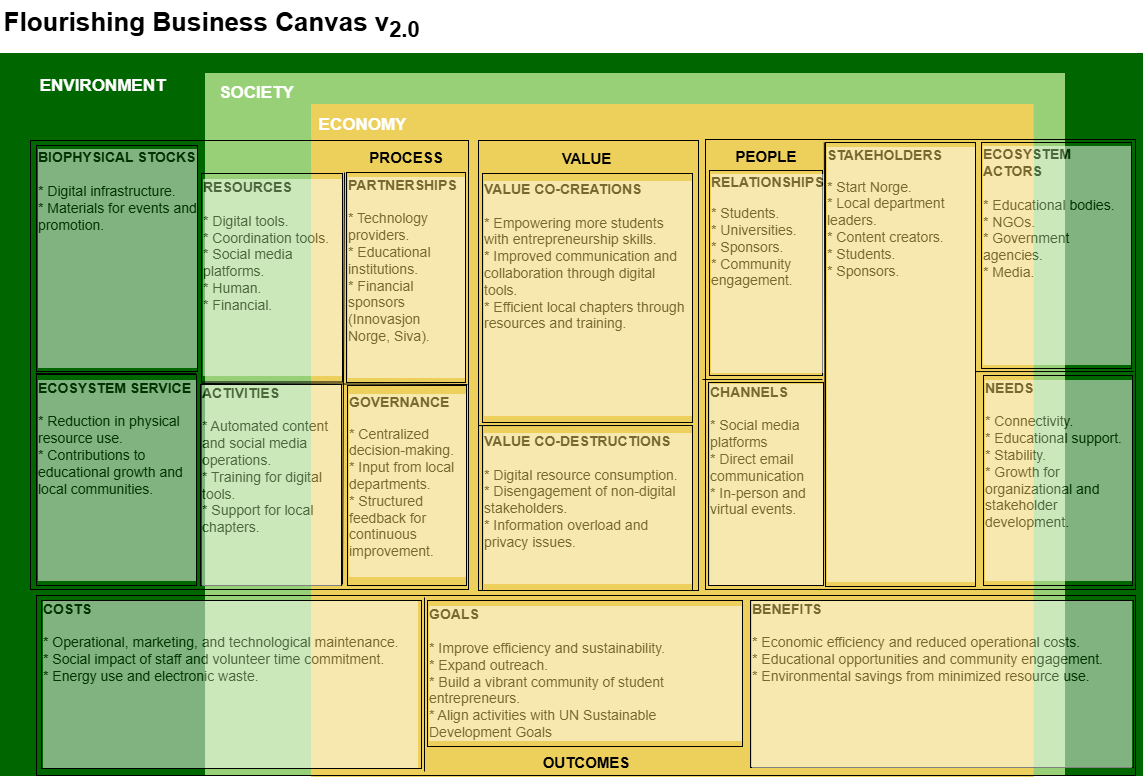 Flourishing Business Canvas v2.0
ENVIRONMENT
SOCIETY
ECONOMY
PROCESS
BIOPHYSICAL STOCKS
* Digital infrastructure.
* Materials for events and
promotion.
RESOURCES
* Digital tools.
* Coordination tools.
* Social media
platforms.
* Human.
* Financial.
PARTNERSHIPS
* Technology
providers.
* Educational
institutions.
* Financial
sponsors
(Innovasjon
Norge, Siva).
ECOSYSTEM SERVICE
* Reduction in physical
resource use.
* Contributions to
educational growth and
local communities.
ACTIVITIES
* Automated content
and social media
operations.
* Training for digital
tools.
* Support for local
chapters.
GOVERNANCE
* Centralized
decision-making.
* Input from local
departments.
* Structured
feedback for
continuous
improvement.
VALUE
VALUE CO-CREATIONS
* Empowering more students
with entrepreneurship skills.
* Improved communication and
collaboration through digital
tools.
* Efficient local chapters through
resources and training.
VALUE CO-DESTRUCTIONS
* Digital resource consumption.
* Disengagement of non-digital
stakeholders.
* Information overload and
privacy issues.
PEOPLE
RELATIONSHIPS
* Students.
* Universities.
* Sponsors.
* Community
engagement.
CHANNELS
* Social media
platforms
* Direct email
communication
* In-person and
virtual events.
STAKEHOLDERS
* Start Norge.
* Local department
leaders.
* Content creators.
* Students.
* Sponsors.
ECOSYSTEM
ACTORS
* Educational bodies.
* NGOs.
* Government
agencies.
* Media.
NEEDS
* Connectivity.
* Educational support.
* Stability.
* Growth for
organizational and
stakeholder
development.
COSTS
* Operational, marketing, and technological maintenance.
* Social impact of staff and volunteer time commitment.
* Energy use and electronic waste.
GOALS
* Improve efficiency and sustainability.
* Expand outreach.
* Build a vibrant community of student
entrepreneurs.
* Align activities with UN Sustainable
Development Goals
BENEFITS
* Economic efficiency and reduced operational costs.
* Educational opportunities and community engagement.
* Environmental savings from minimized resource use.
OUTCOMES